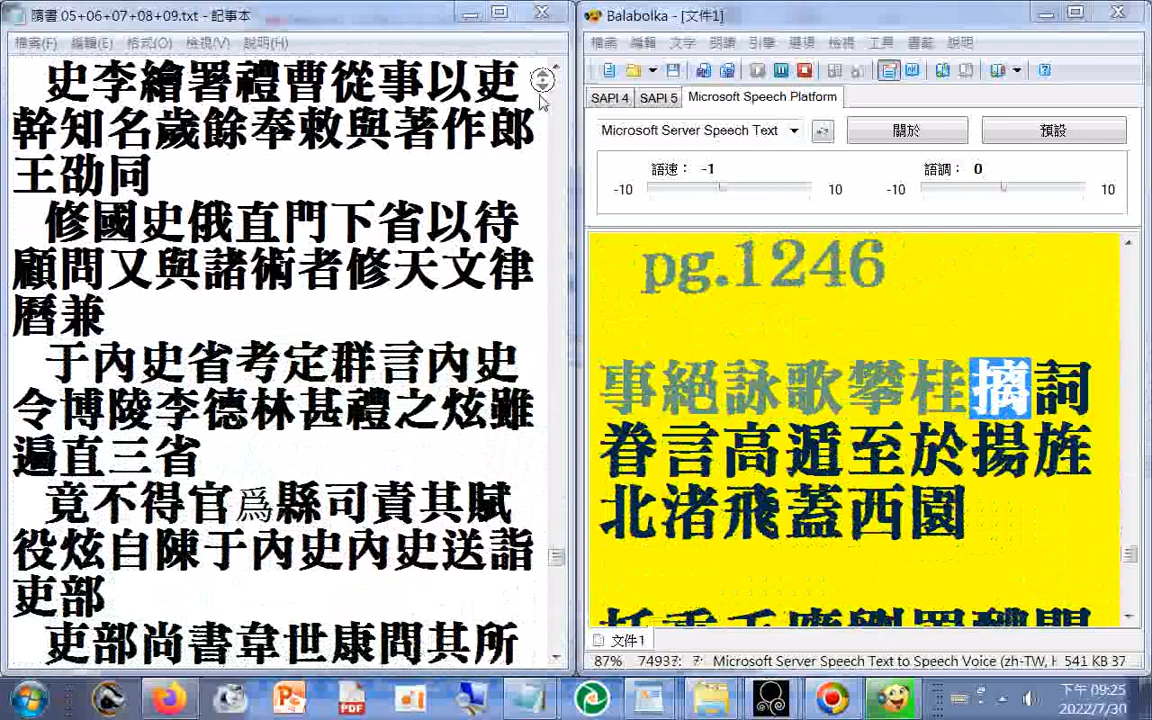 隋書.05+06+07+08+09.txt - 記事本
檔案(F) 編輯(E) 格式(O) 檢視(V) 說明(H)
史李繪署禮曹從事以吏
幹知名歲餘奉敕與著作郎
王劭同
修國史俄直門下省以待
顧問又與諸術者修天文律
曆兼
于內史省考定群言內史
令博陵李德林甚禮之炫雖
遍直三省
竟不得官爲縣司責其賦
役炫自陳于內史內史送詣
吏部
吏部尚書韋世康問其所
Balabolka - [文件1]
檔案 編輯 文字 朗讀 引擎 選項 檢視 工具 書籤 說明
SAPI 4 SAPI 5 Microsoft Speech Platform
Microsoft Server Speech Text 關於 預設
語速： -1 語調： 0
-10 10 -10 10
pg.1246
事絕詠歌攀桂摛詞
眷言高遁至於揚旌
北渚飛蓋西園
文件1
87% 74937: 7: Microsoft Server Speech Text to Speech Voice (zh-TW, H 541 KB 37
PDF
下午 09:25
2022/7/30